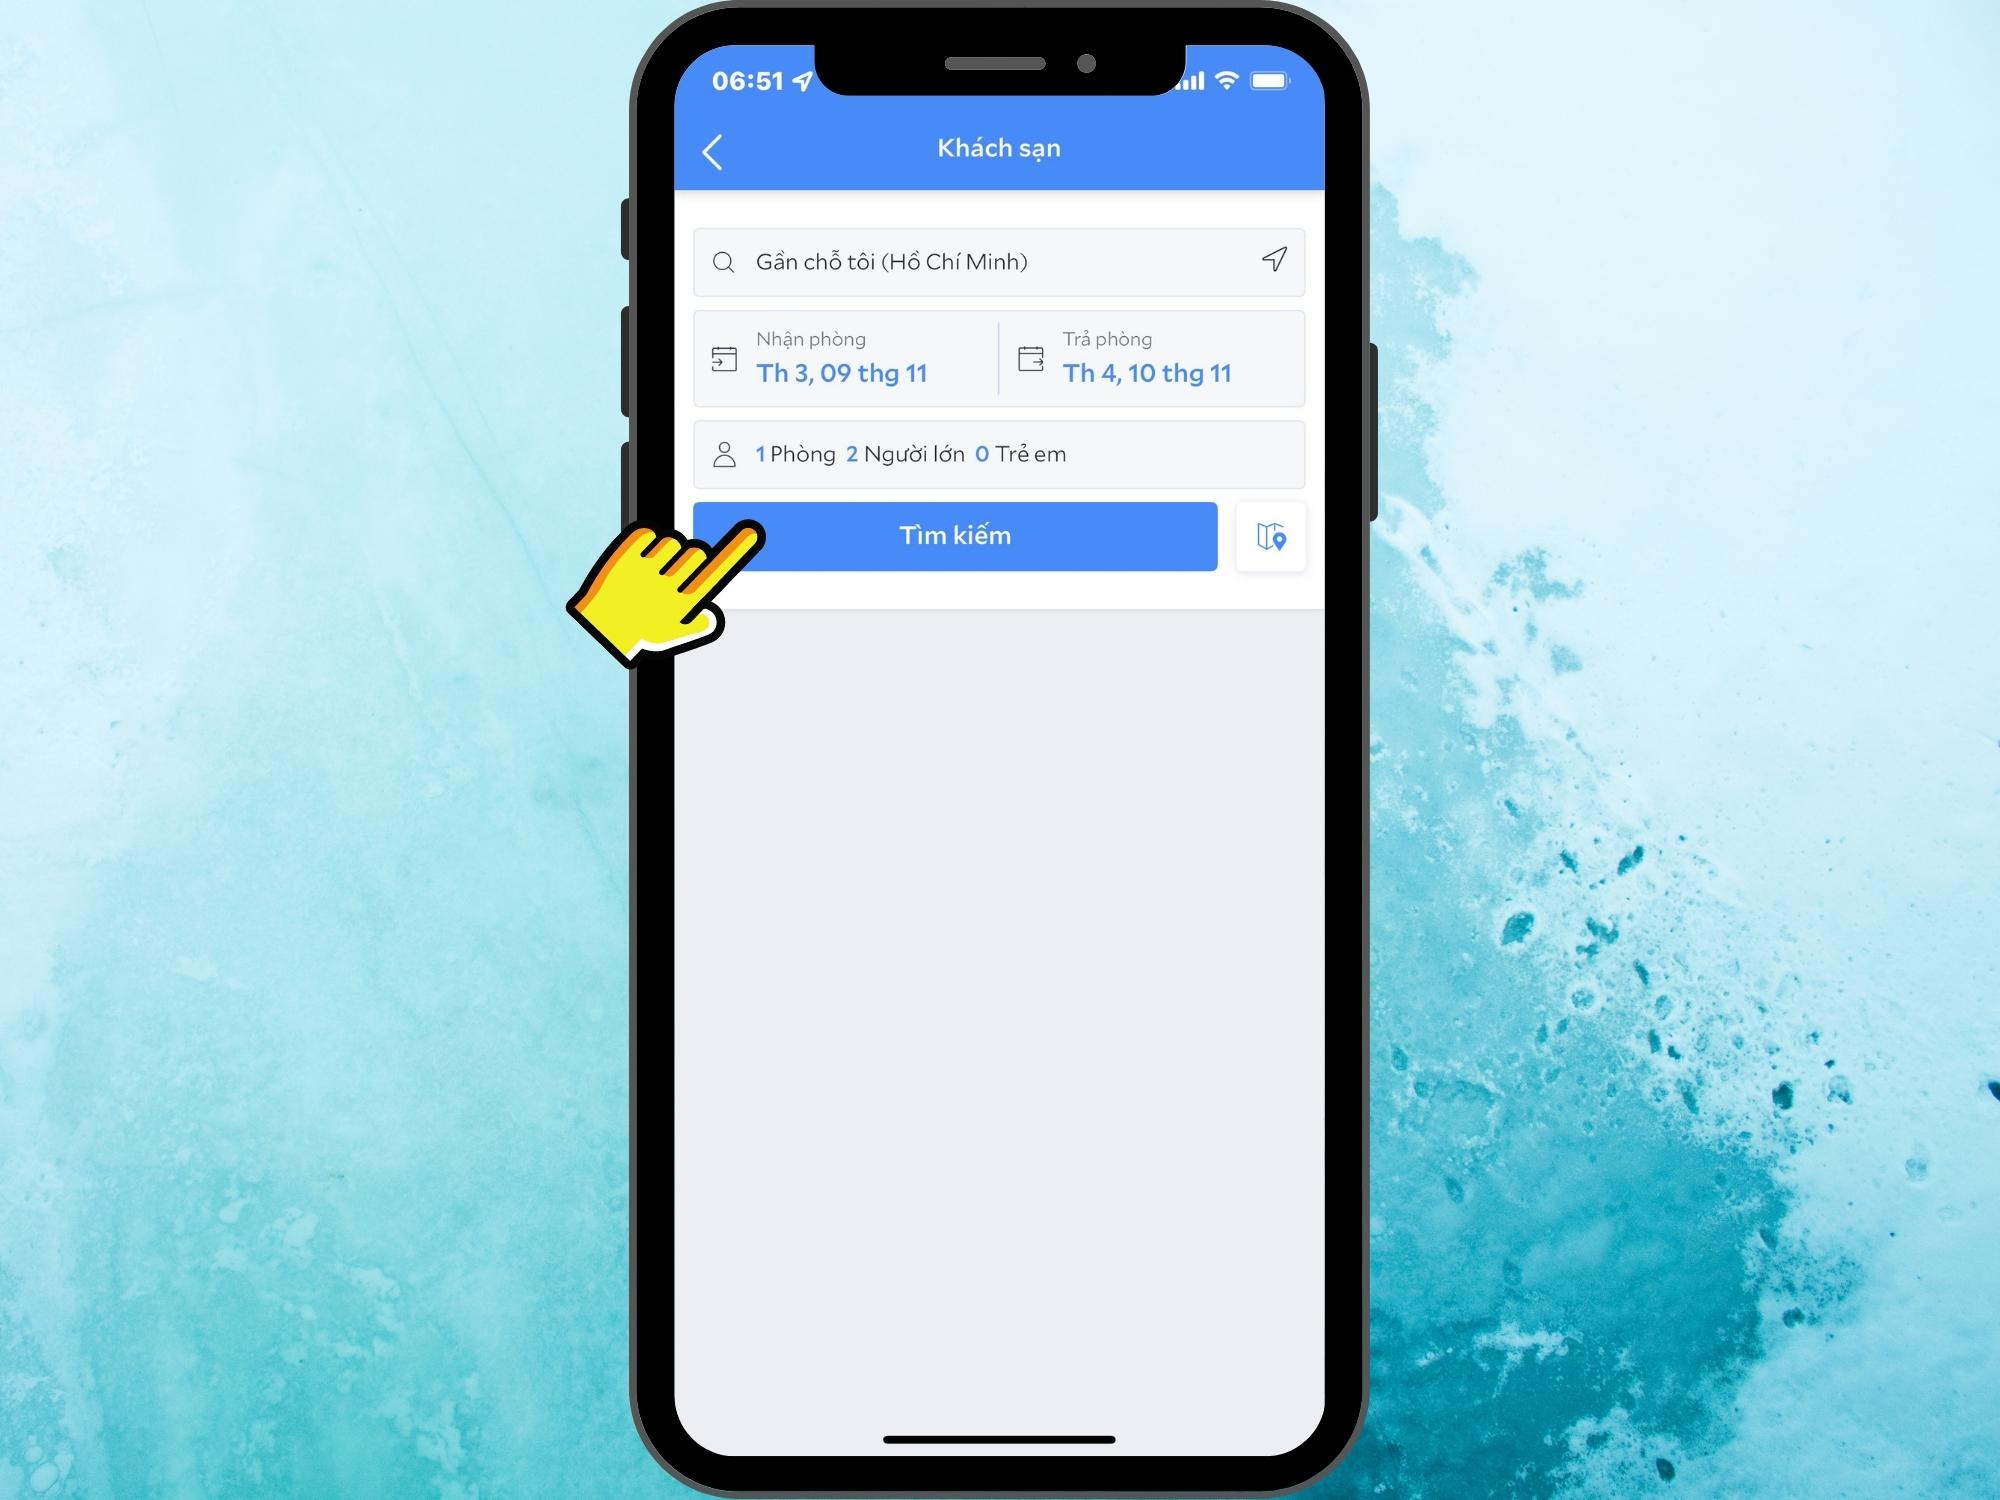 06:51
Khách sạn
Gần chỗ tôi (Hồ Chí Minh)
Nhận phòng
Th 3, 09 thg 11
Trả phòng
Th 4, 10 thg 11
1 Phòng 2 Người lớn 0 Trẻ em
Tìm kiếm